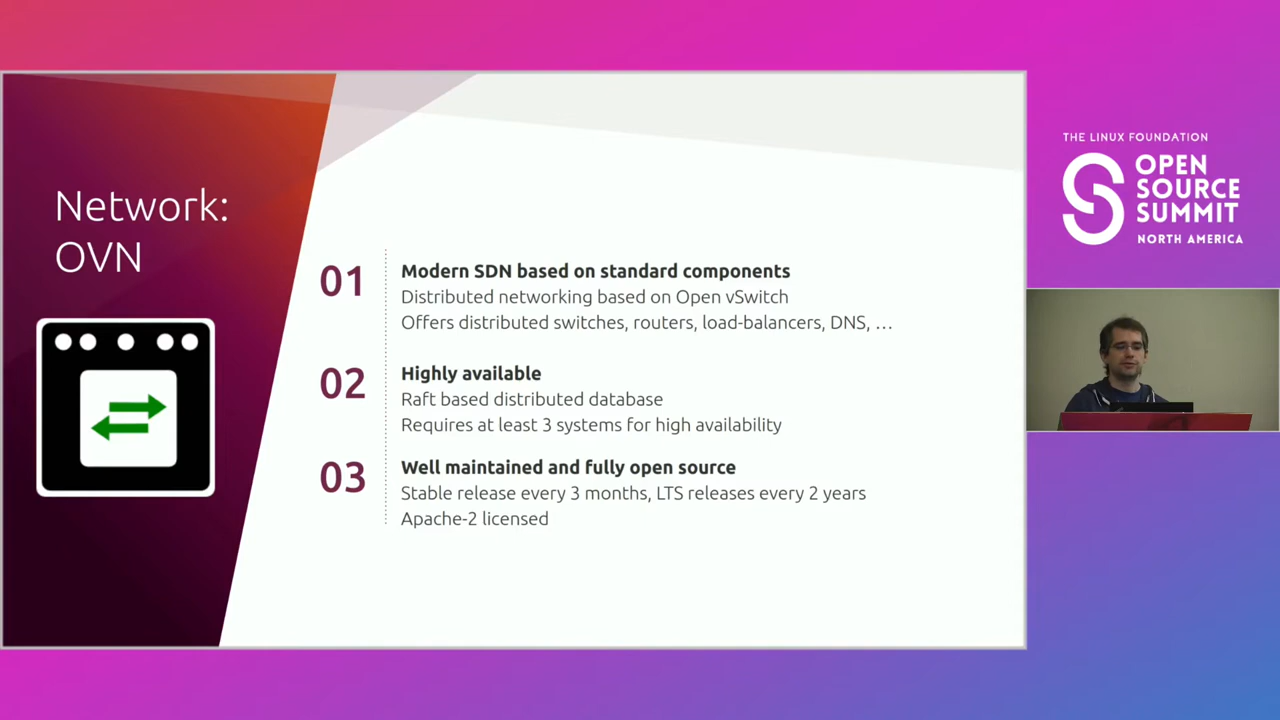 Network:
OVN
01
Modern SDN based on standard components
Distributed networking based on Open vSwitch
Offers distributed switches, routers, load-balancers, DNS, …
02
Highly available
Raft based distributed database
Requires at least 3 systems for high availability
03
Well maintained and fully open source
Stable release every 3 months, LTS releases every 2 years
Apache-2 licensed
THE LINUX FOUNDATION
OPEN
SOURCE
SUMMIT
NORTH AMERICA